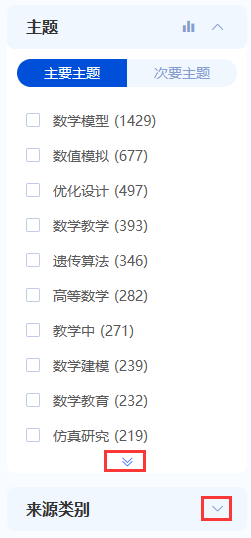 主题
主要主题 次要主题
数学模型 (1429)
数值模拟 (677)
优化设计 (497)
数学教学 (393)
遗传算法 (346)
高等数学 (282)
教学中 (271)
数学建模 (239)
数学教育 (232)
仿真研究 (219)
来源类别